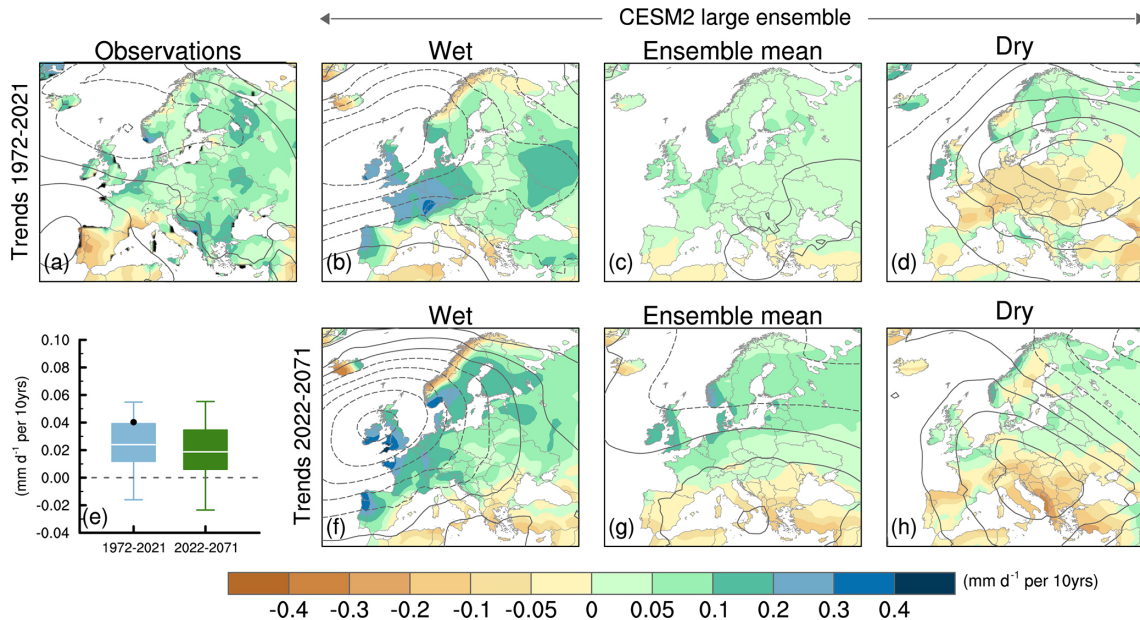 CESM2 large ensemble
Observations
Wet
Ensemble mean
Dry
Trends 1972-2021
(a)
(b)
(c)
(d)
Wet
Ensemble mean
Dry
Trends 2022-2071
(mm d⁻¹ per 10yrs)
0.10
0.08
0.06
0.04
0.02
0.00
-0.02
-0.04
(e)
1972-2021
2022-2071
(f)
(g)
(h)
-0.4
-0.3
-0.2
-0.1
-0.05
0
0.05
0.1
0.2
0.3
0.4
(mm d⁻¹ per 10yrs)